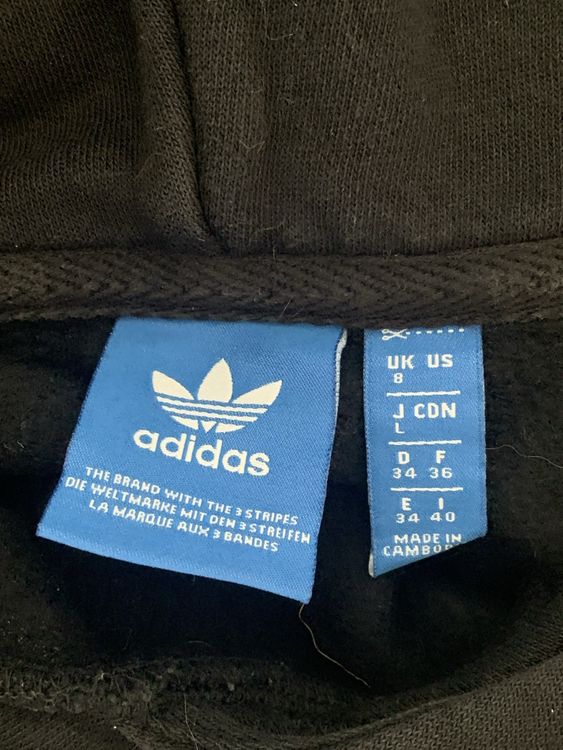 adidas
THE BRAND WITH THE 3 STRIPES
DIE WELTMARKE MIT DEN 3 STREIFEN
LA MARQUE AUX 3 BANDES
UK US
8
J CDN
L
D F
34 36
E I
34 40
MADE IN